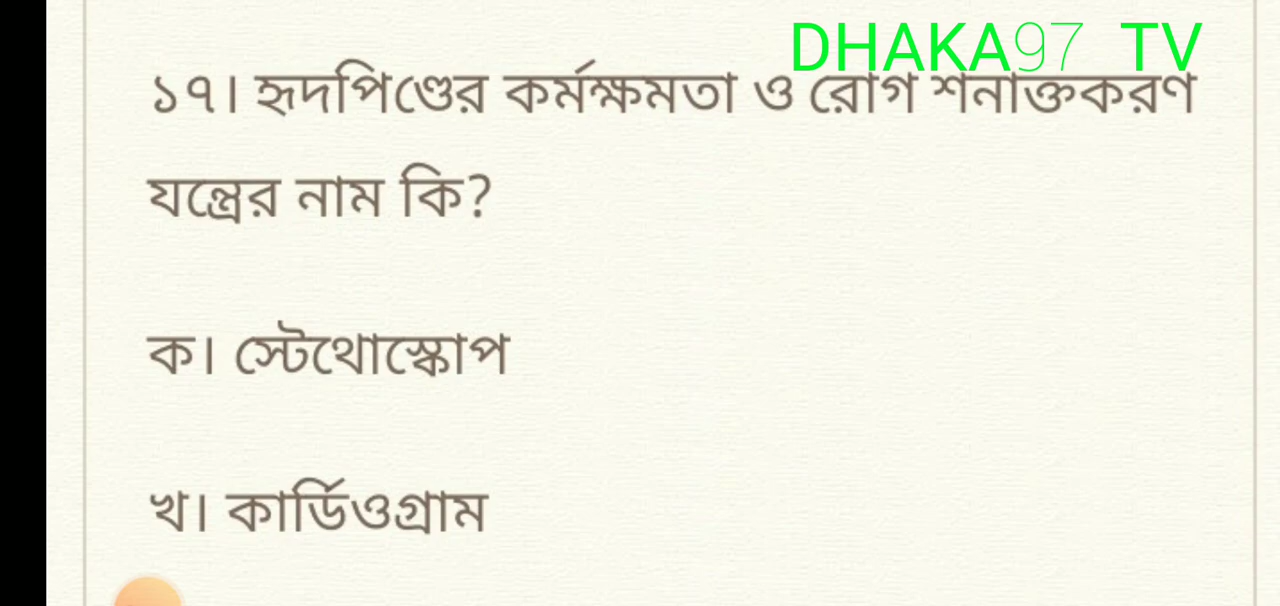 DHAKA97 TV
১৭। হৃদপিণ্ডের কর্মক্ষমতা ও রোগ শনাক্তকরণ
যন্ত্রের নাম কি?
ক। স্টেথোস্কোপ
খ। কার্ডিওগ্রাম